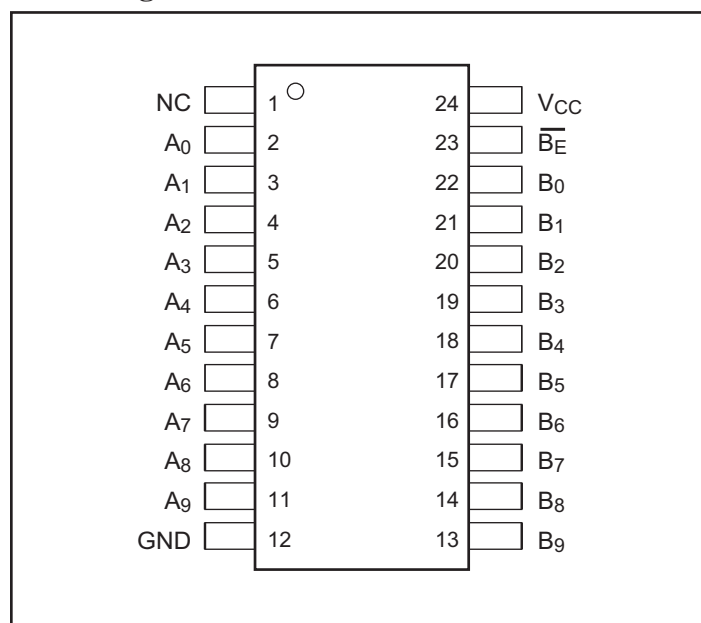 NC 1 24 VCC
A0 2 23 B̅E̅
A1 3 22 B0
A2 4 21 B1
A3 5 20 B2
A4 6 19 B3
A5 7 18 B4
A6 8 17 B5
A7 9 16 B6
A8 10 15 B7
A9 11 14 B8
GND 12 13 B9